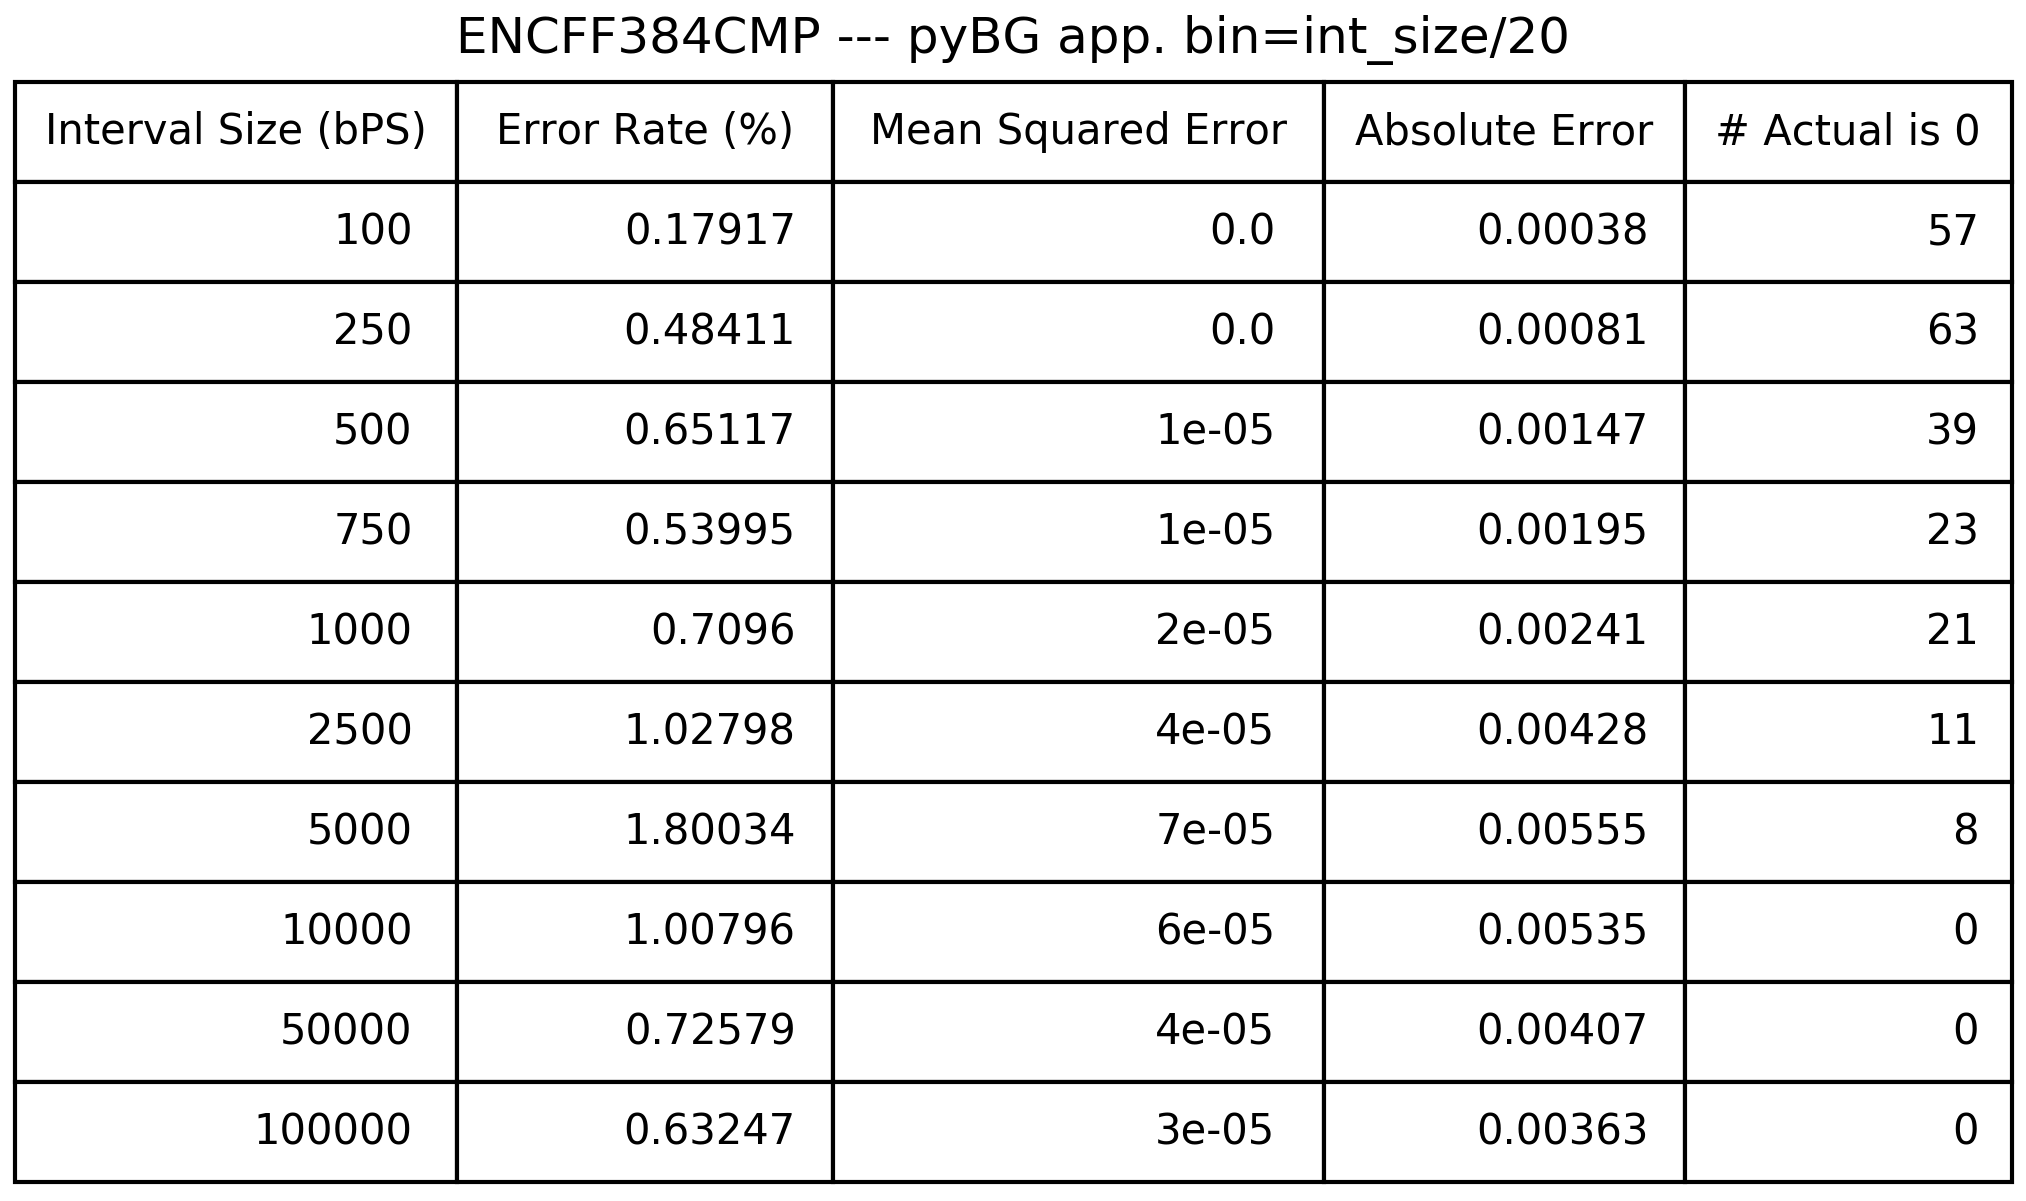 ENCFF384CMP --- pyBG app. bin=int_size/20
Interval Size (bPS) Error Rate (%) Mean Squared Error Absolute Error # Actual is 0
100 0.17917 0.0 0.00038 57
250 0.48411 0.0 0.00081 63
500 0.65117 1e-05 0.00147 39
750 0.53995 1e-05 0.00195 23
1000 0.7096 2e-05 0.00241 21
2500 1.02798 4e-05 0.00428 11
5000 1.80034 7e-05 0.00555 8
10000 1.00796 6e-05 0.00535 0
50000 0.72579 4e-05 0.00407 0
100000 0.63247 3e-05 0.00363 0